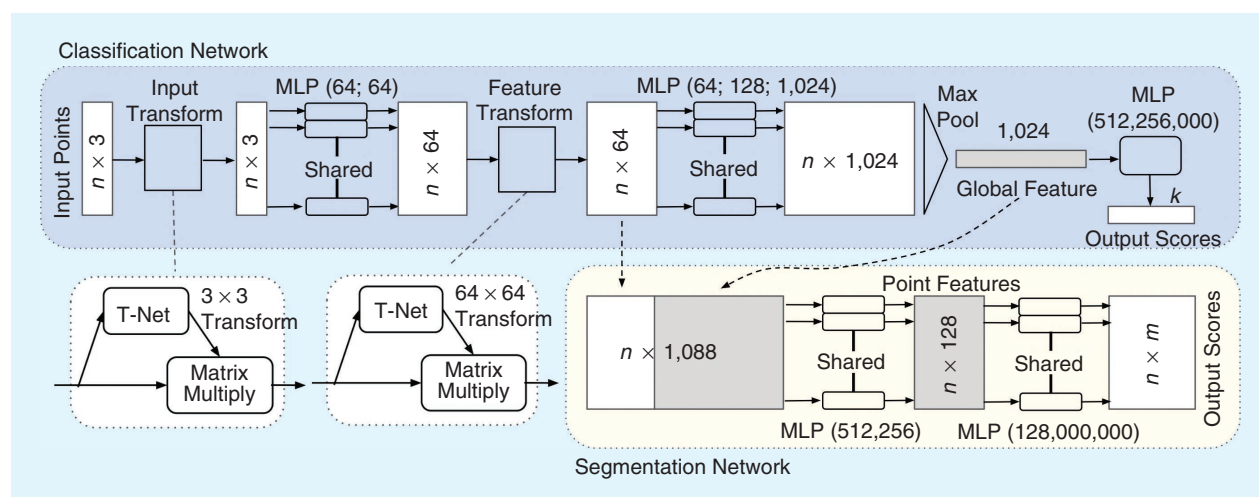 Classification Network
Input Points
n × 3
Input
Transform
n × 3
MLP (64; 64)
Shared
n × 64
Feature
Transform
n × 64
MLP (64; 128; 1,024)
Shared
n × 1,024
Max
Pool
1,024
Global Feature
MLP
(512,256,000)
k
Output Scores
T-Net
3 × 3
Transform
Matrix
Multiply
T-Net
64 × 64
Transform
Matrix
Multiply
n × 1,088
Shared
MLP (512,256)
Point Features
n × 128
Shared
MLP (128,000,000)
n × m
Output Scores
Segmentation Network